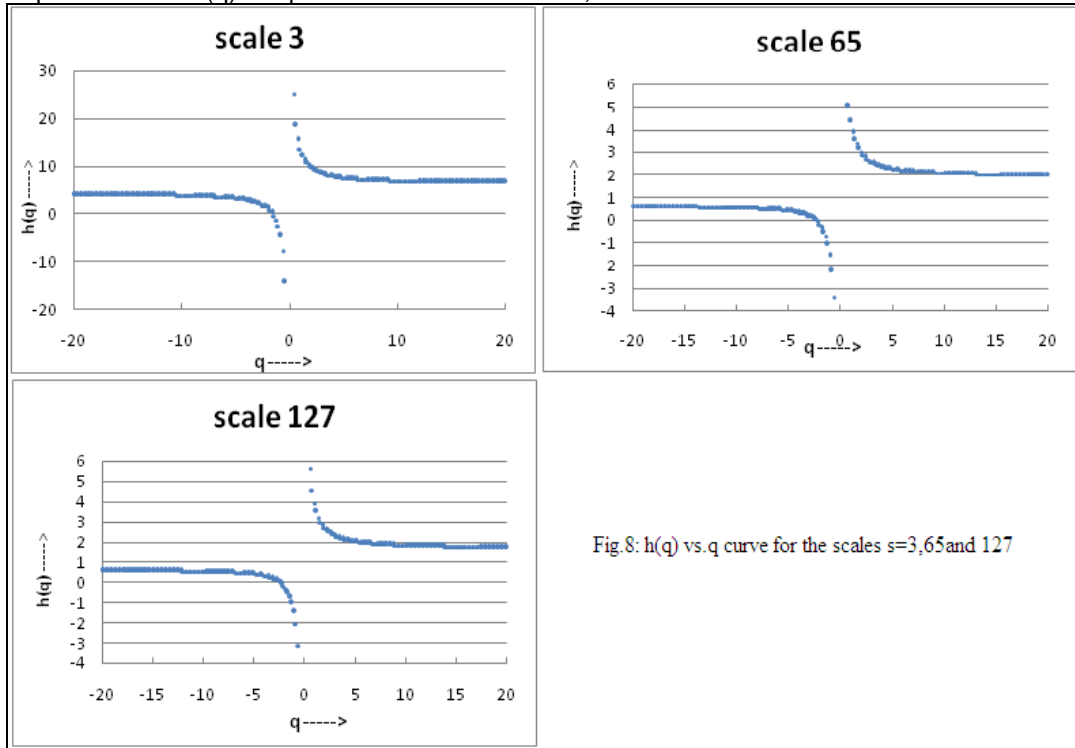 scale 3
30
20
10
0
-10
-20
h(q) ----->
-20 -10 0 10 20
q----->
scale 65
6
5
4
3
2
1
0
-1
2
-3
-4
h(q) ----->
-20 -15 -10 -5 0 5 10 15 20
q----->
scale 127
6
5
4
3
2
1
0
-1
-2
-3
-4
h(q) ----->
-20 -15 -10 -5 0 5 10 15 20
q----->
Fig.8: h(q) vs.q curve for the scales s=3,65and 127